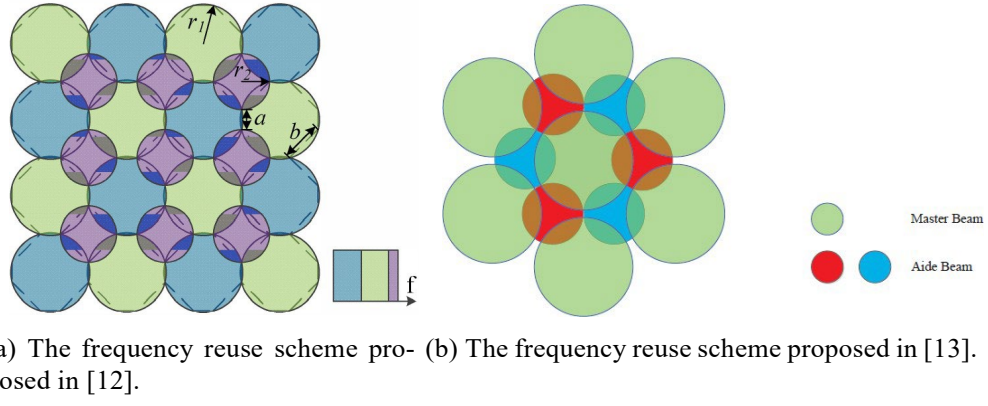 r1
r2
a
b
f
Master Beam
Aide Beam
a) The frequency reuse scheme pro-
osed in [12].
(b) The frequency reuse scheme proposed in [13].